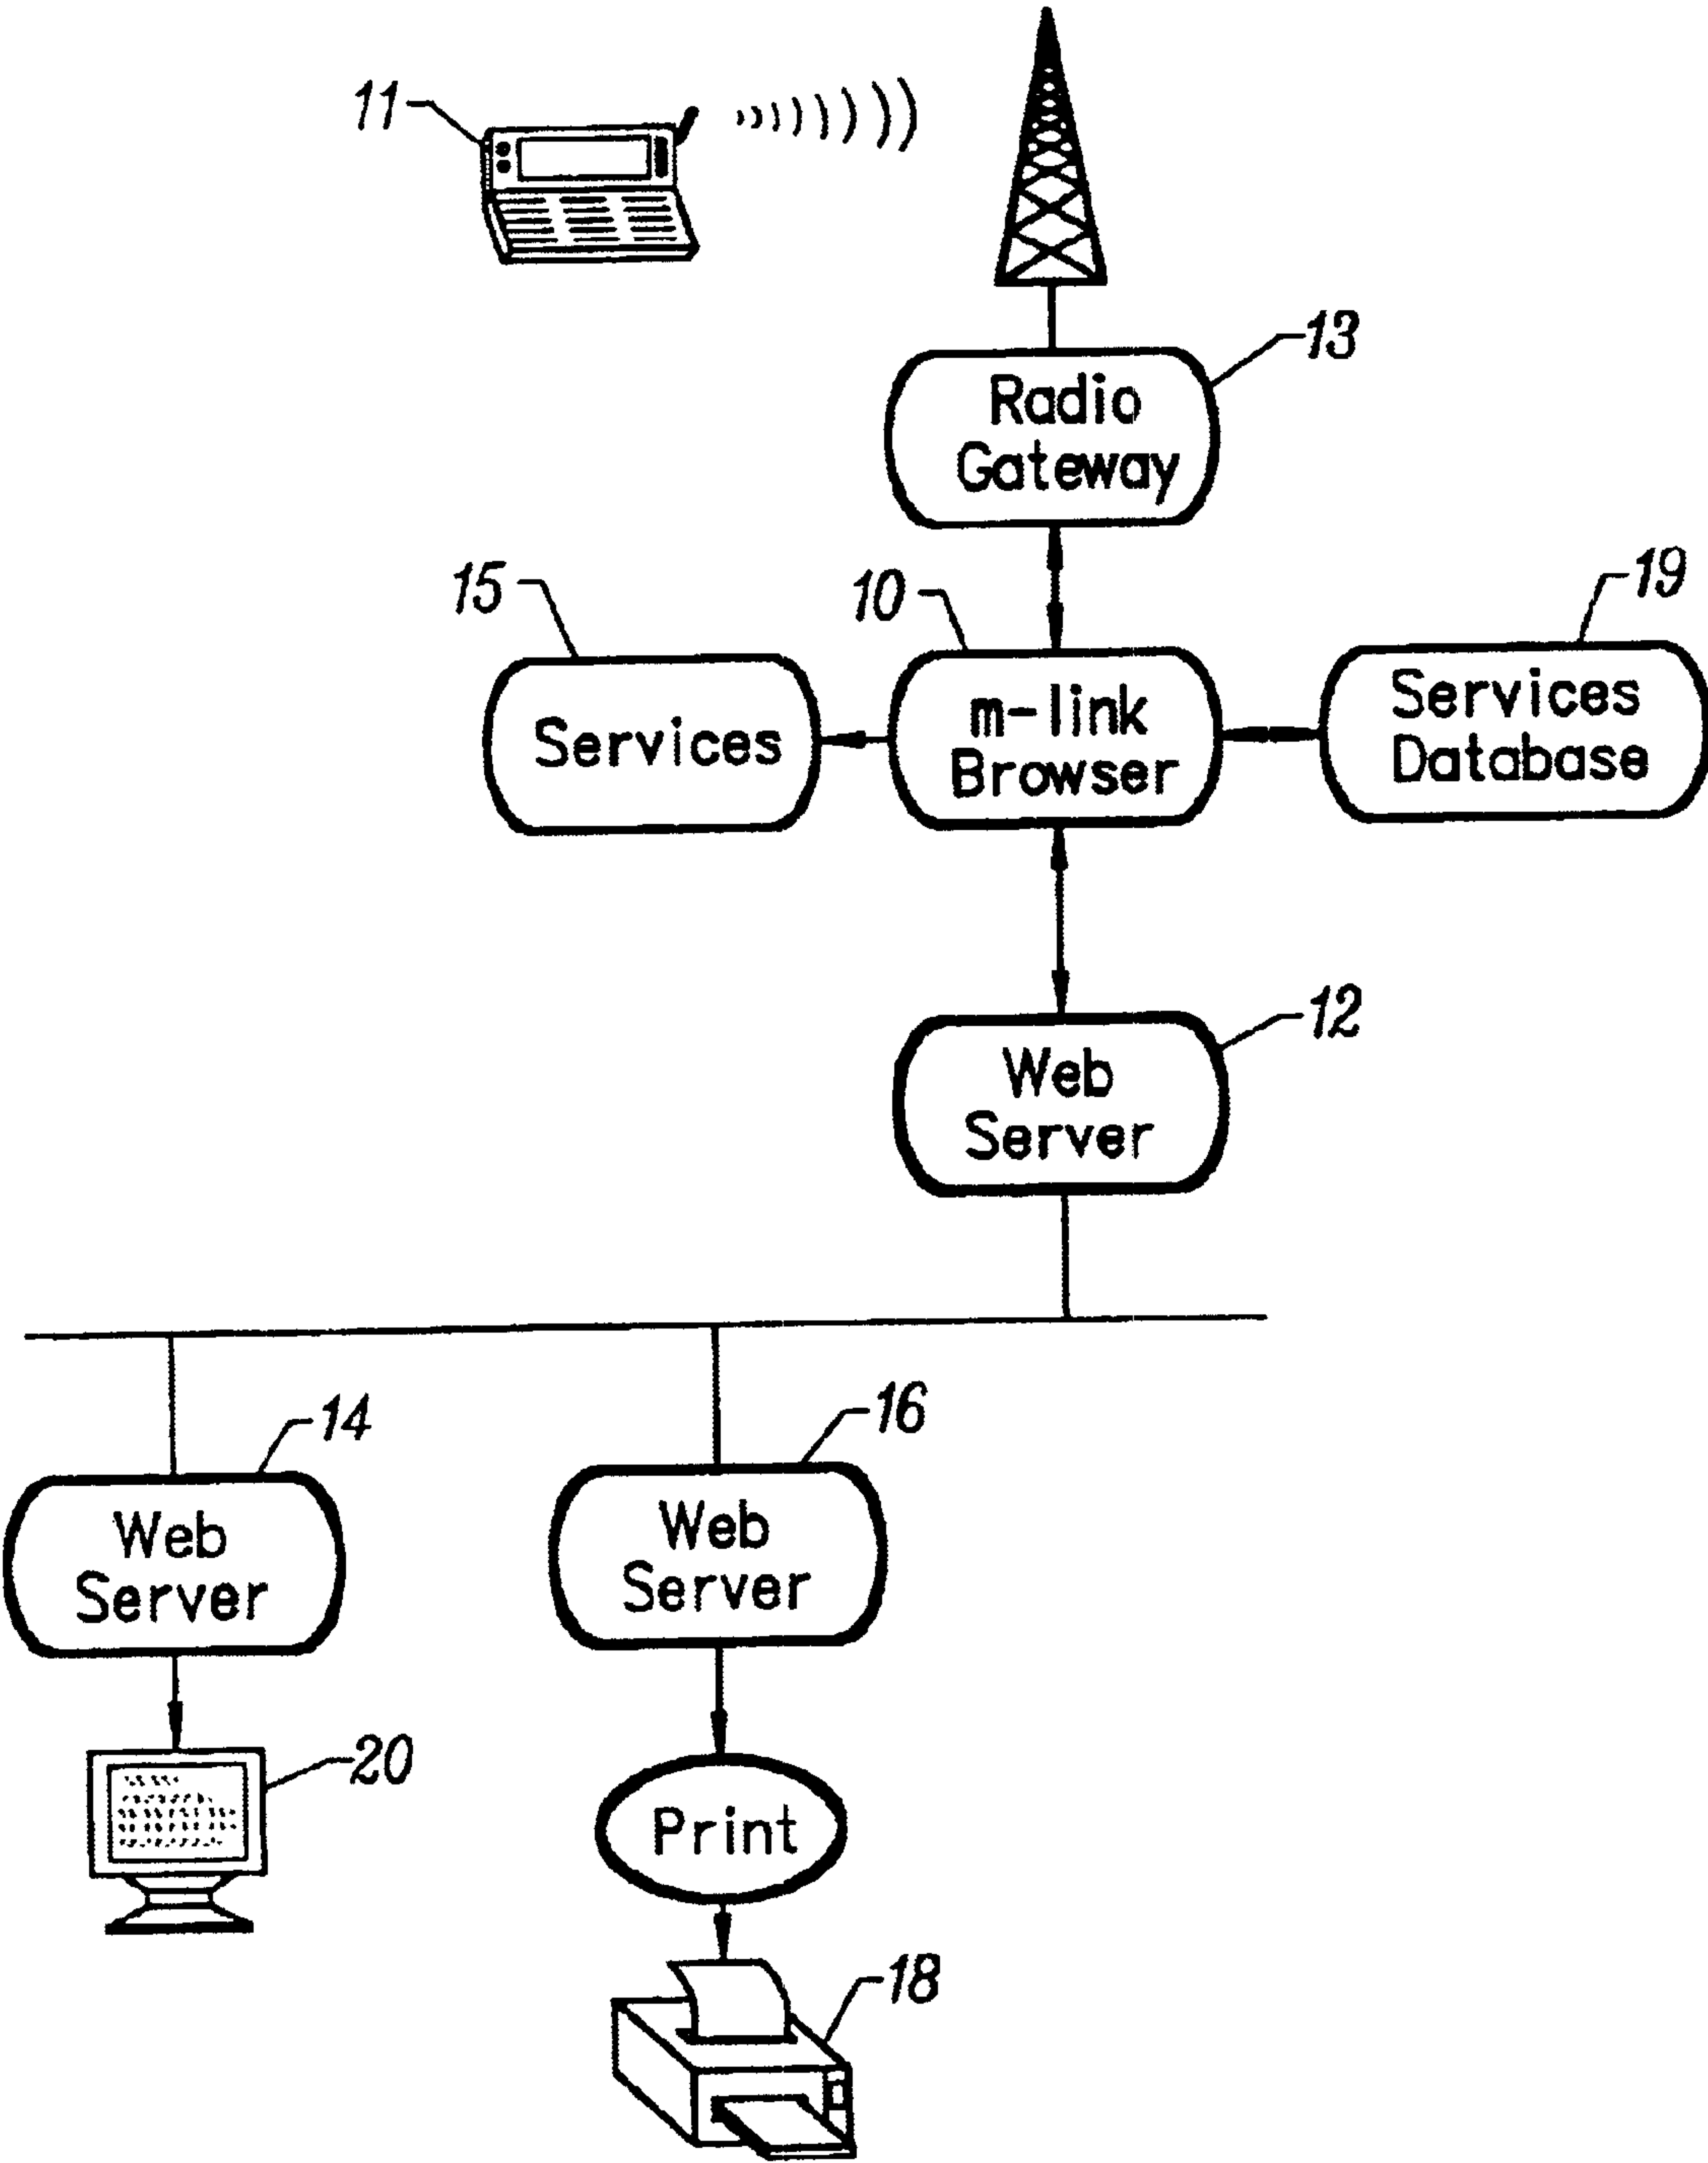 11
13
Radio
Gateway
15
10
19
Services
m-link
Browser
Services
Database
12
Web
Server
14
16
Web
Server
Web
Server
20
Print
18